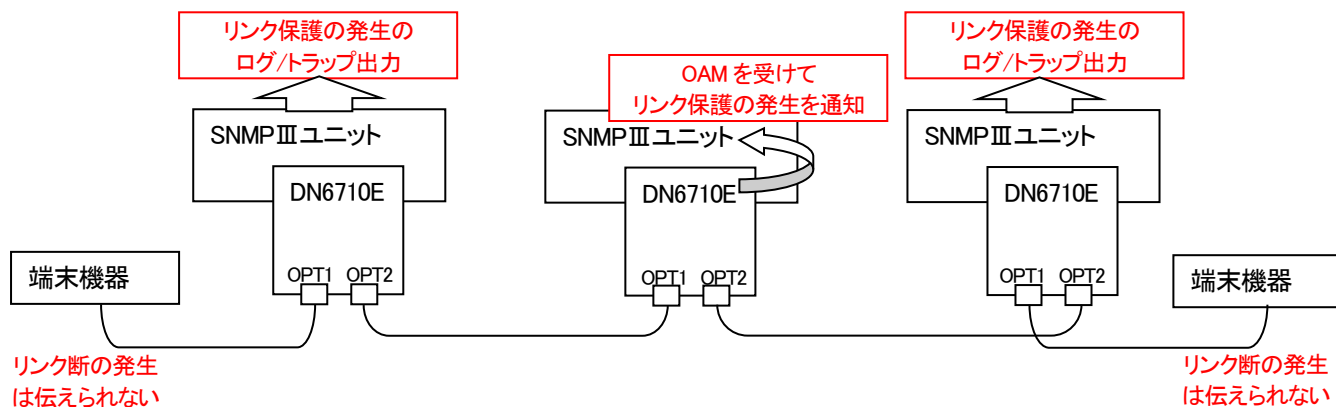 リンク保護の発生の
ログ/トラップ出力
OAM を受けて
リンク保護の発生を通知
リンク保護の発生の
ログ/トラップ出力
SNMPⅢユニット
SNMPⅢユニット
SNMPⅢユニット
DN6710E
DN6710E
DN6710E
端末機器
OPT1 OPT2
OPT1 OPT2
OPT1 OPT2
端末機器
リンク断の発生
は伝えられない
リンク断の発生
は伝えられない